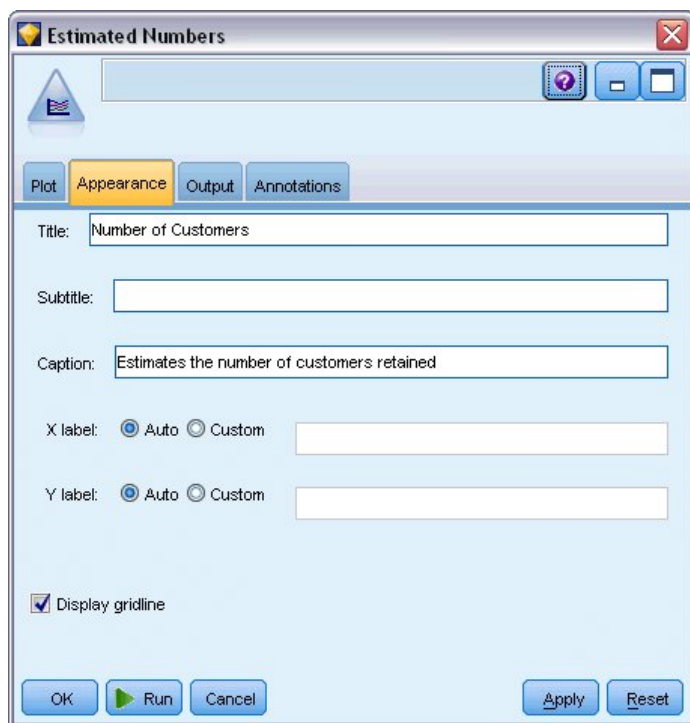 Estimated Numbers
?
Plot Appearance Output Annotations
Title: Number of Customers
Subtitle:
Caption: Estimates the number of customers retained
X label: Auto Custom
Y label: Auto Custom
Display gridline
OK Run Cancel Apply Reset